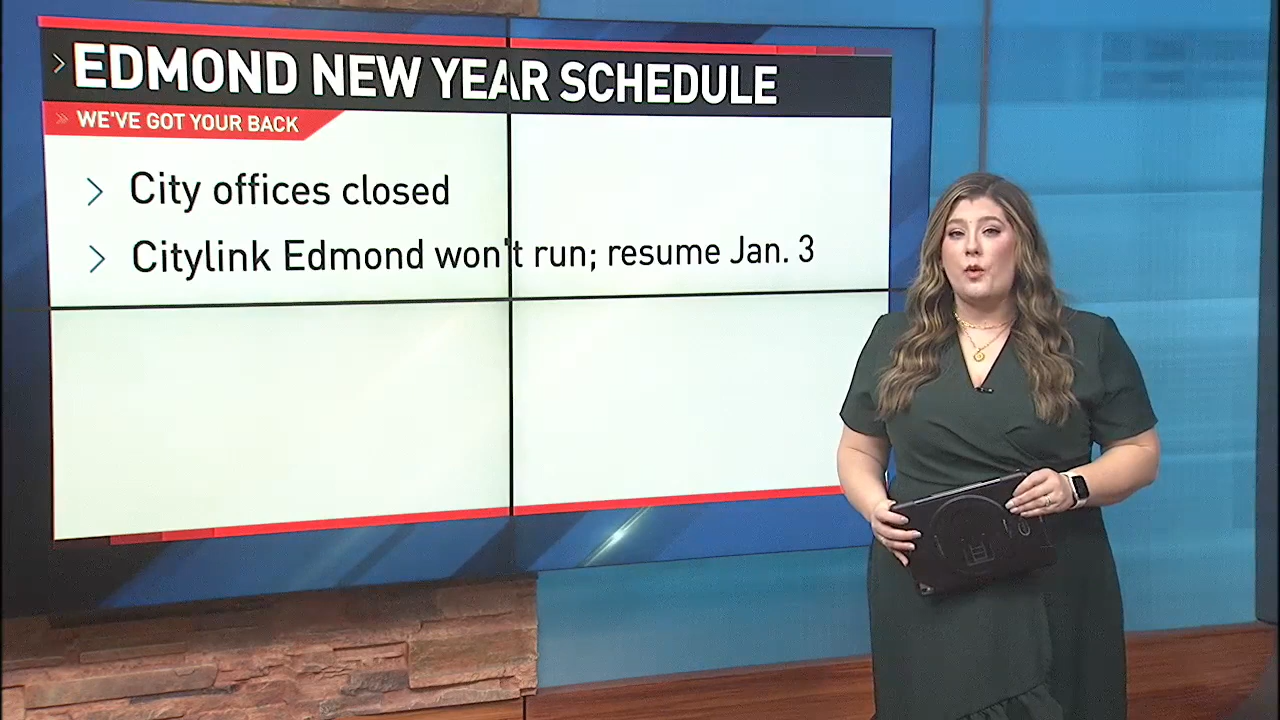 EDMOND NEW YEAR SCHEDULE
WE'VE GOT YOUR BACK
City offices closed
Citylink Edmond won't run; resume Jan. 3